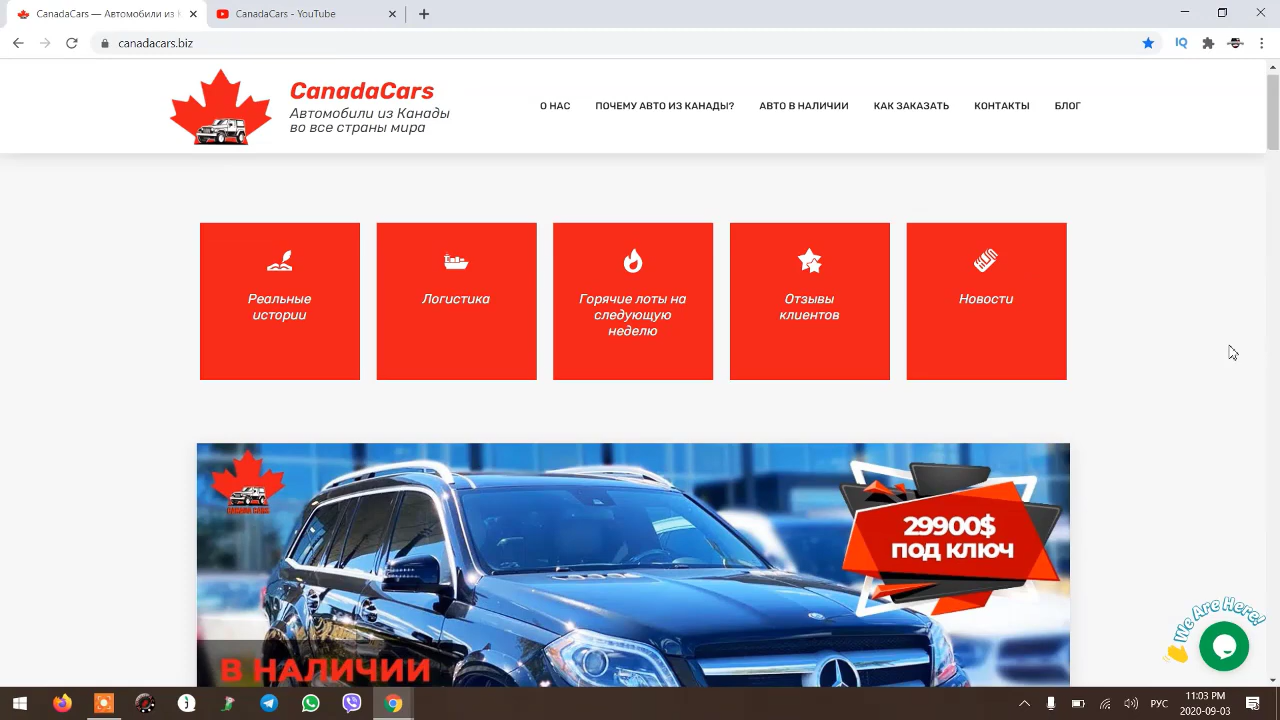 CanadaCars — Автомобили из
CanadaCars - YouTube
canadacars.biz
IQ
CanadaCars
Автомобили из Канады
во все страны мира
О НАС
ПОЧЕМУ АВТО ИЗ КАНАДЫ?
АВТО В НАЛИЧИИ
КАК ЗАКАЗАТЬ
КОНТАКТЫ
БЛОГ
Реальные
истории
Логистика
Горячие лоты на
следующую
неделю
Отзывы
клиентов
Новости
CANADA CARS
29900$
ПОД КЛЮЧ
В НАЛИЧИИ
We Are Here!
РУС
11:03 PM
2020-09-03